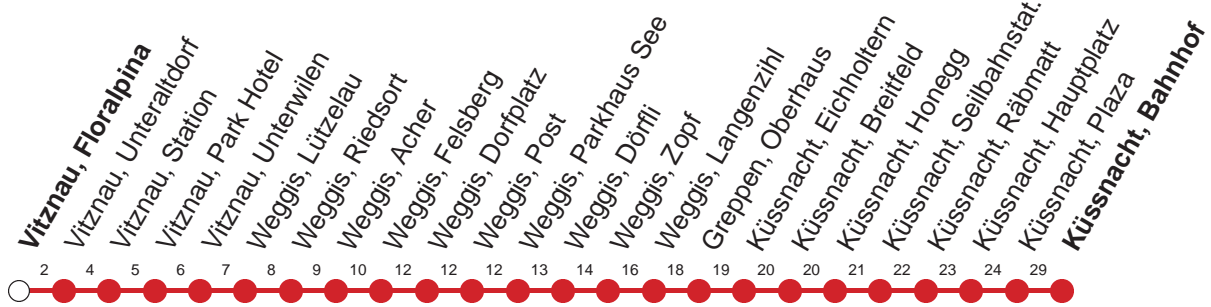 Vitznau, Floralpina
Vitznau, Unteraltdorf
Vitznau, Station
Vitznau, Park Hotel
Vitznau, Unterwilen
Weggis, Lützelau
Weggis, Riedsort
Weggis, Acher
Weggis, Felsberg
Weggis, Dorfplatz
Weggis, Post
Weggis, Parkhaus See
Weggis, Dörfli
Weggis, Zopf
Weggis, Langenzihl
Greppen, Oberhaus
Küssnacht, Eichholtern
Küssnacht, Breitfeld
Küssnacht, Honegg
Küssnacht, Seilbahnstat.
Küssnacht, Räbmatt
Küssnacht, Hauptplatz
Küssnacht, Plaza
Küssnacht, Bahnhof
2 4 5 6 7 8 9 10 12 12 12 13 14 16 18 19 20 20 21 22 23 24 29